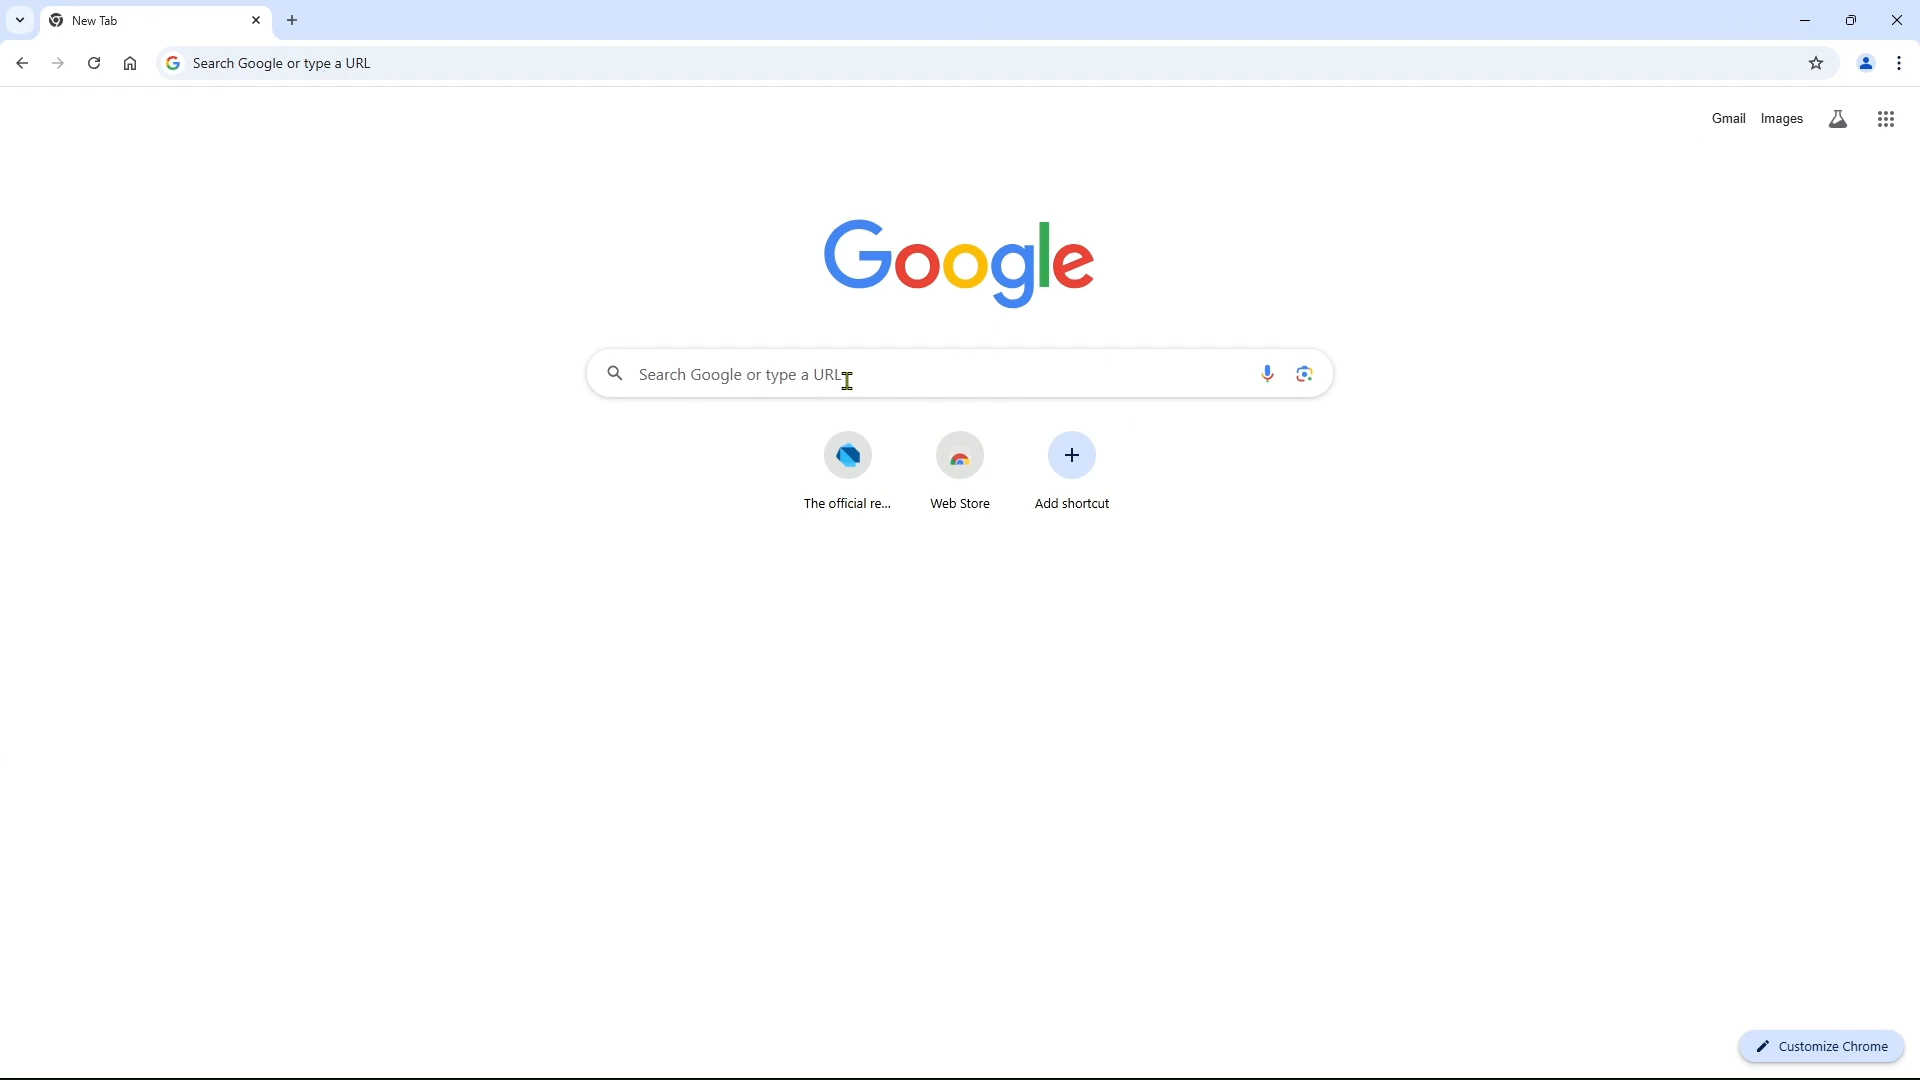 New Tab
Search Google or type a URL
Gmail Images
Google
Search Google or type a URL
The official re... Web Store Add shortcut
Customize Chrome